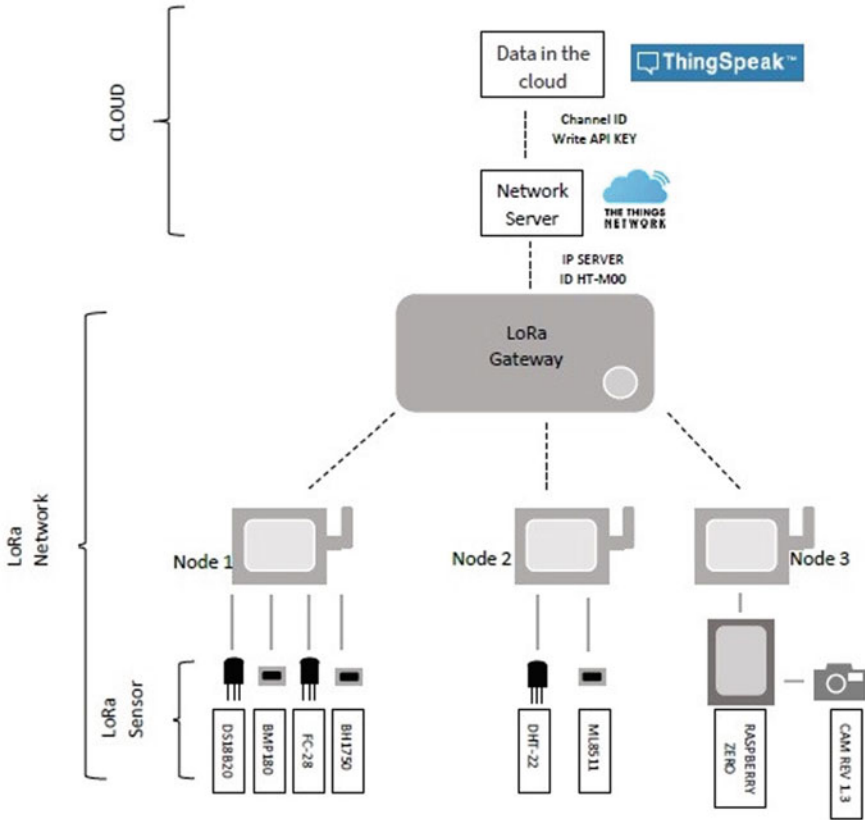 Data in the
cloud
ThingSpeak™
CLOUD
Channel ID
Write API KEY
Network
Server
THE THINGS
NETWORK
IP SERVER
ID HT-M00
LoRa
Gateway
LoRa
Network
Node 1
Node 2
Node 3
LoRa
Sensor
DS18B20
BMP180
FC-28
BH1750
DHT-22
ML8511
RASPBERRY
ZERO
CAM REV 1.3